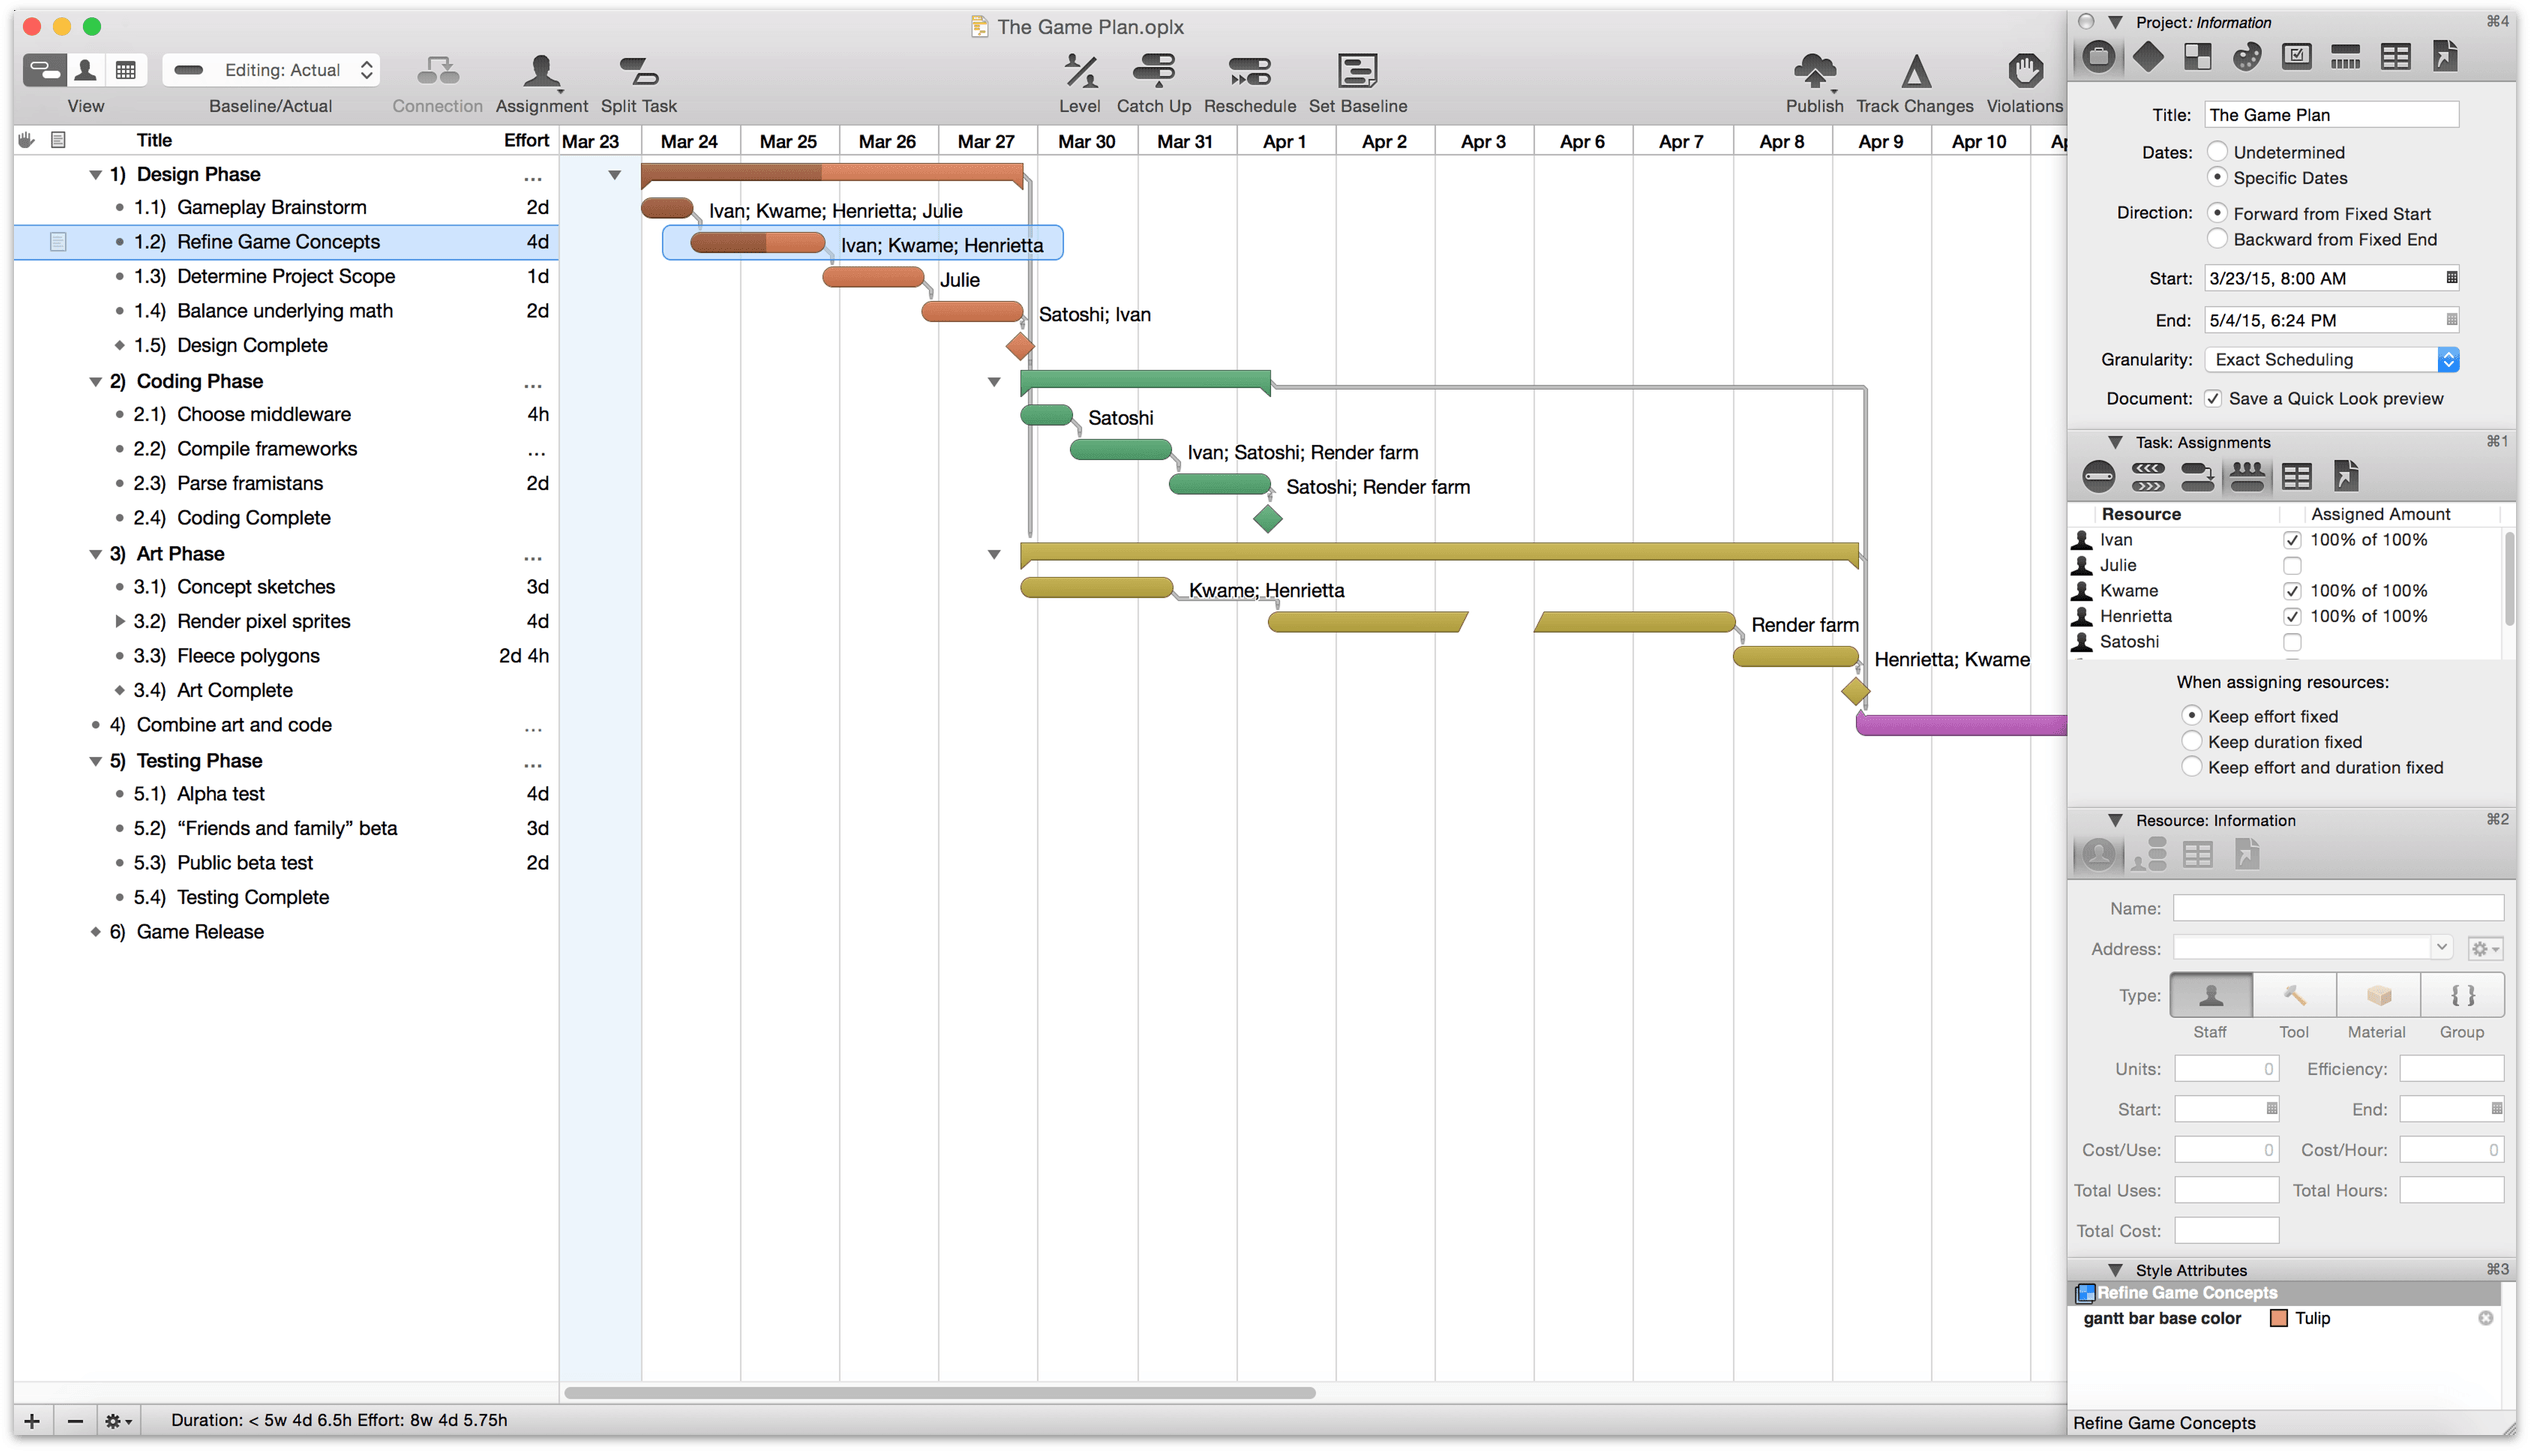 The Game Plan.oplx
Editing: Actual
View
Baseline/Actual
Connection
Assignment
Split Task
Level
Catch Up
Reschedule
Set Baseline
Publish
Track Changes
Violations
Title Effort
Mar 23 Mar 24 Mar 25 Mar 26 Mar 27 Mar 30 Mar 31 Apr 1 Apr 2 Apr 3 Apr 6 Apr 7 Apr 8 Apr 9 Apr 10
1) Design Phase ...
1.1) Gameplay Brainstorm 2d
1.2) Refine Game Concepts 4d
1.3) Determine Project Scope 1d
1.4) Balance underlying math 2d
1.5) Design Complete
2) Coding Phase ...
2.1) Choose middleware 4h
2.2) Compile frameworks ...
2.3) Parse framistans 2d
2.4) Coding Complete
3) Art Phase ...
3.1) Concept sketches 3d
3.2) Render pixel sprites 4d
3.3) Fleece polygons 2d 4h
3.4) Art Complete
4) Combine art and code ...
5) Testing Phase ...
5.1) Alpha test 4d
5.2) “Friends and family” beta 3d
5.3) Public beta test 2d
5.4) Testing Complete
6) Game Release
Ivan; Kwame; Henrietta; Julie
Ivan; Kwame; Henrietta
Julie
Satoshi; Ivan
Satoshi
Ivan; Satoshi; Render farm
Satoshi; Render farm
Kwame; Henrietta
Render farm
Henrietta; Kwame
Duration: < 5w 4d 6.5h Effort: 8w 4d 5.75h
Project: Information ⌘4
Title: The Game Plan
Dates: Undetermined
Specific Dates
Direction: Forward from Fixed Start
Backward from Fixed End
Start: 3/23/15, 8:00 AM
End: 5/4/15, 6:24 PM
Granularity: Exact Scheduling
Document: Save a Quick Look preview
Task: Assignments ⌘1
Resource Assigned Amount
Ivan 100% of 100%
Julie
Kwame 100% of 100%
Henrietta 100% of 100%
Satoshi
When assigning resources:
Keep effort fixed
Keep duration fixed
Keep effort and duration fixed
Resource: Information ⌘2
Name:
Address:
Type:
Staff Tool Material Group
Units: 0 Efficiency:
Start: End:
Cost/Use: 0 Cost/Hour: 0
Total Uses: Total Hours:
Total Cost:
Style Attributes ⌘3
Refine Game Concepts
gantt bar base color Tulip
Refine Game Concepts